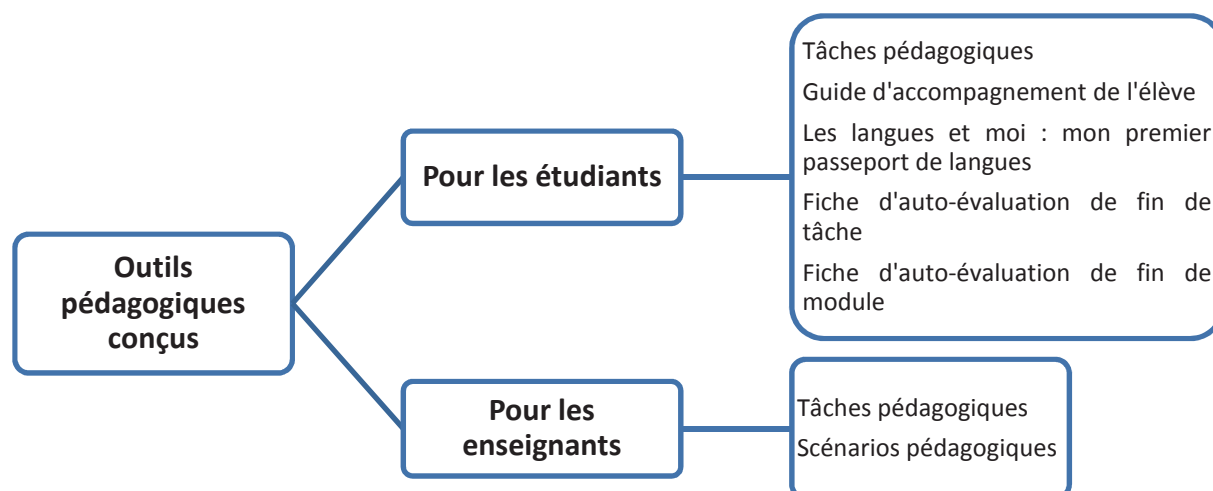 Outils
pédagogiques
conçus
Pour les étudiants
Tâches pédagogiques
Guide d'accompagnement de l'élève
Les langues et moi : mon premier
passeport de langues
Fiche d'auto-évaluation de fin de
tâche
Fiche d'auto-évaluation de fin de
module
Pour les
enseignants
Tâches pédagogiques
Scénarios pédagogiques